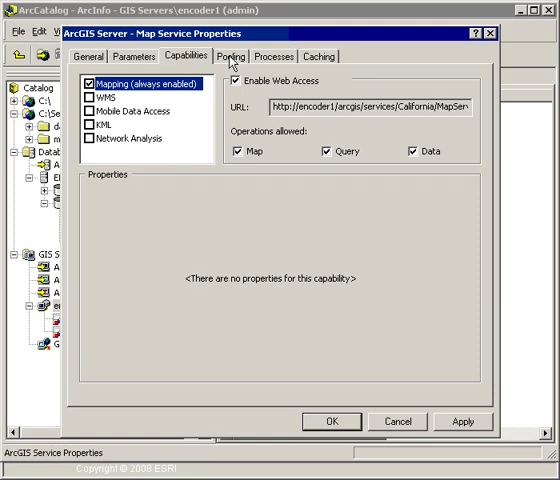 ArcCatalog - ArcInfo - GIS Servers\encoder1 (admin)
File Edit
ArcGIS Server - Map Service Properties
General Parameters Capabilities Pooling Processes Caching
Catalog
C:\
C:\Se
Datab
GIS S
Mapping (always enabled)
WMS
Mobile Data Access
KML
Network Analysis
Enable Web Access
URL: http://encoder1/arcgis/services/California/MapSer
Operations allowed:
Map Query Data
Properties
<There are no properties for this capability>
OK Cancel Apply
ArcGIS Server Properties
Copyright © 2008 ESRI